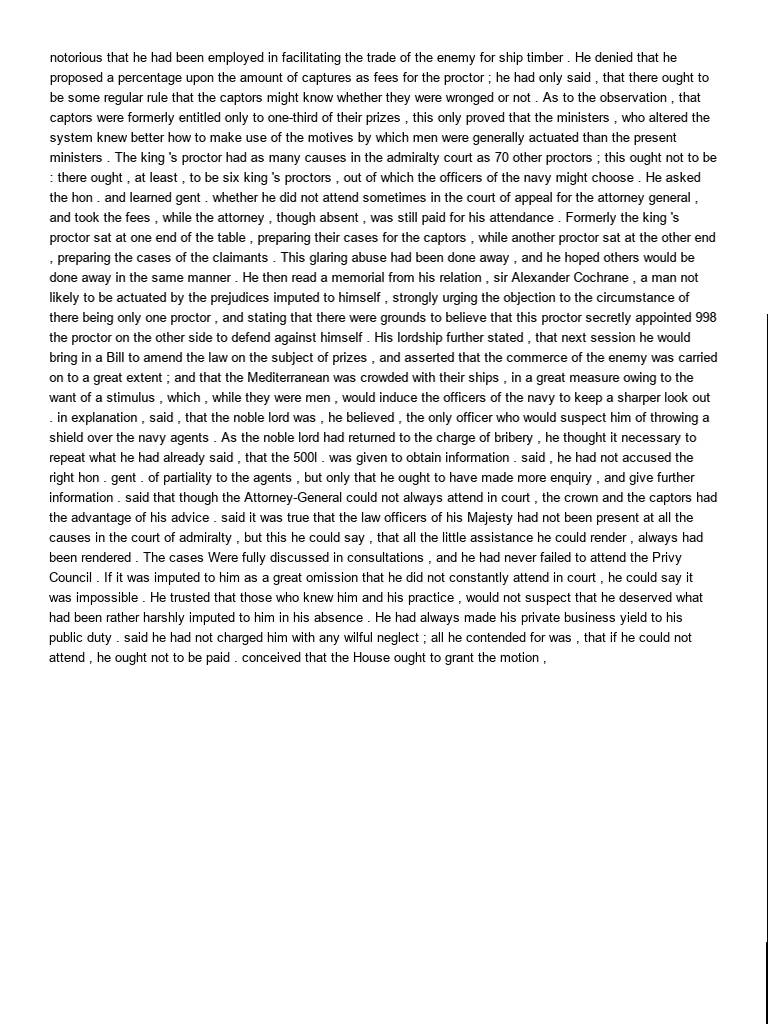 notorious that he had been employed in facilitating the trade of the enemy for ship timber . He denied that he
proposed a percentage upon the amount of captures as fees for the proctor ; he had only said , that there ought to
be some regular rule that the captors might know whether they were wronged or not . As to the observation , that
captors were formerly entitled only to one-third of their prizes , this only proved that the ministers , who altered the
system knew better how to make use of the motives by which men were generally actuated than the present
ministers . The king 's proctor had as many causes in the admiralty court as 70 other proctors ; this ought not to be
: there ought , at least , to be six king 's proctors , out of which the officers of the navy might choose . He asked
the hon . and learned gent . whether he did not attend sometimes in the court of appeal for the attorney general ,
and took the fees , while the attorney , though absent , was still paid for his attendance . Formerly the king 's
proctor sat at one end of the table , preparing their cases for the captors , while another proctor sat at the other end
, preparing the cases of the claimants . This glaring abuse had been done away , and he hoped others would be
done away in the same manner . He then read a memorial from his relation , sir Alexander Cochrane , a man not
likely to be actuated by the prejudices imputed to himself , strongly urging the objection to the circumstance of
there being only one proctor , and stating that there were grounds to believe that this proctor secretly appointed 998
the proctor on the other side to defend against himself . His lordship further stated , that next session he would
bring in a Bill to amend the law on the subject of prizes , and asserted that the commerce of the enemy was carried
on to a great extent ; and that the Mediterranean was crowded with their ships , in a great measure owing to the
want of a stimulus , which , while they were men , would induce the officers of the navy to keep a sharper look out
. in explanation , said , that the noble lord was , he believed , the only officer who would suspect him of throwing a
shield over the navy agents . As the noble lord had returned to the charge of bribery , he thought it necessary to
repeat what he had already said , that the 500l . was given to obtain information . said , he had not accused the
right hon . gent . of partiality to the agents , but only that he ought to have made more enquiry , and give further
information . said that though the Attorney-General could not always attend in court , the crown and the captors had
the advantage of his advice . said it was true that the law officers of his Majesty had not been present at all the
causes in the court of admiralty , but this he could say , that all the little assistance he could render , always had
been rendered . The cases Were fully discussed in consultations , and he had never failed to attend the Privy
Council . If it was imputed to him as a great omission that he did not constantly attend in court , he could say it
was impossible . He trusted that those who knew him and his practice , would not suspect that he deserved what
had been rather harshly imputed to him in his absence . He had always made his private business yield to his
public duty . said he had not charged him with any wilful neglect ; all he contended for was , that if he could not
attend , he ought not to be paid . conceived that the House ought to grant the motion ,